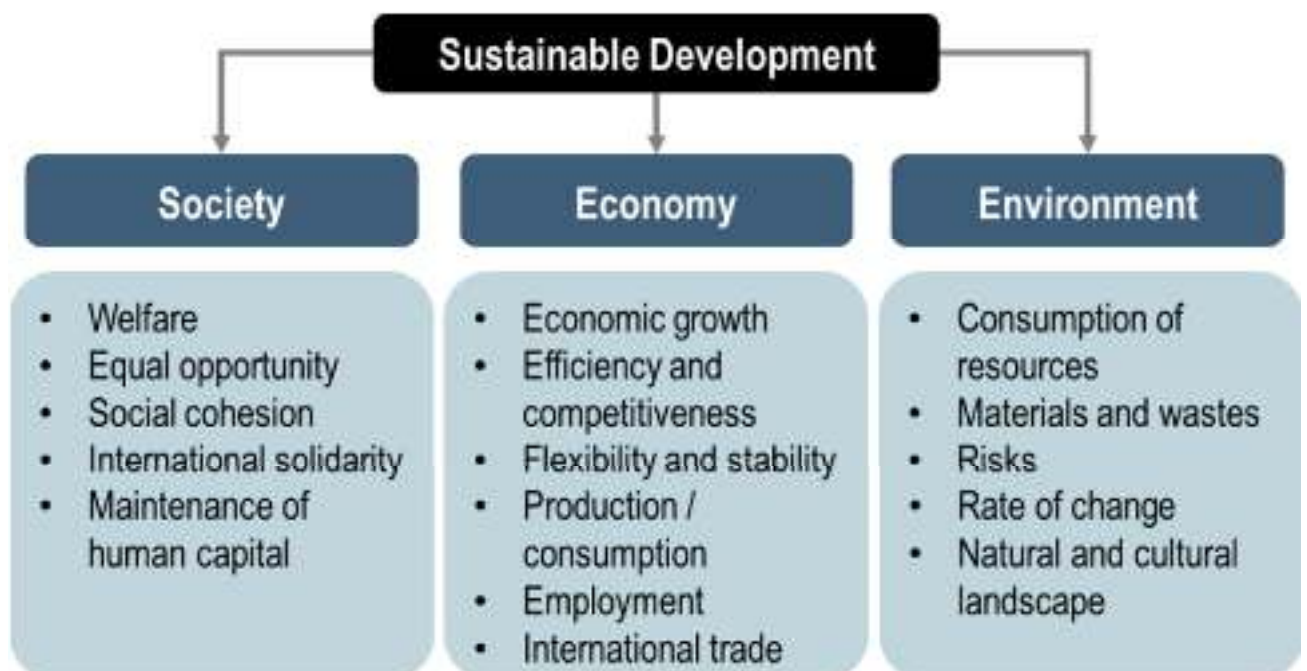 Sustainable Development
Society
• Welfare
• Equal opportunity
• Social cohesion
• International solidarity
• Maintenance of
human capital
Economy
• Economic growth
• Efficiency and
competitiveness
• Flexibility and stability
• Production /
consumption
• Employment
• International trade
Environment
• Consumption of
resources
• Materials and wastes
• Risks
• Rate of change
• Natural and cultural
landscape